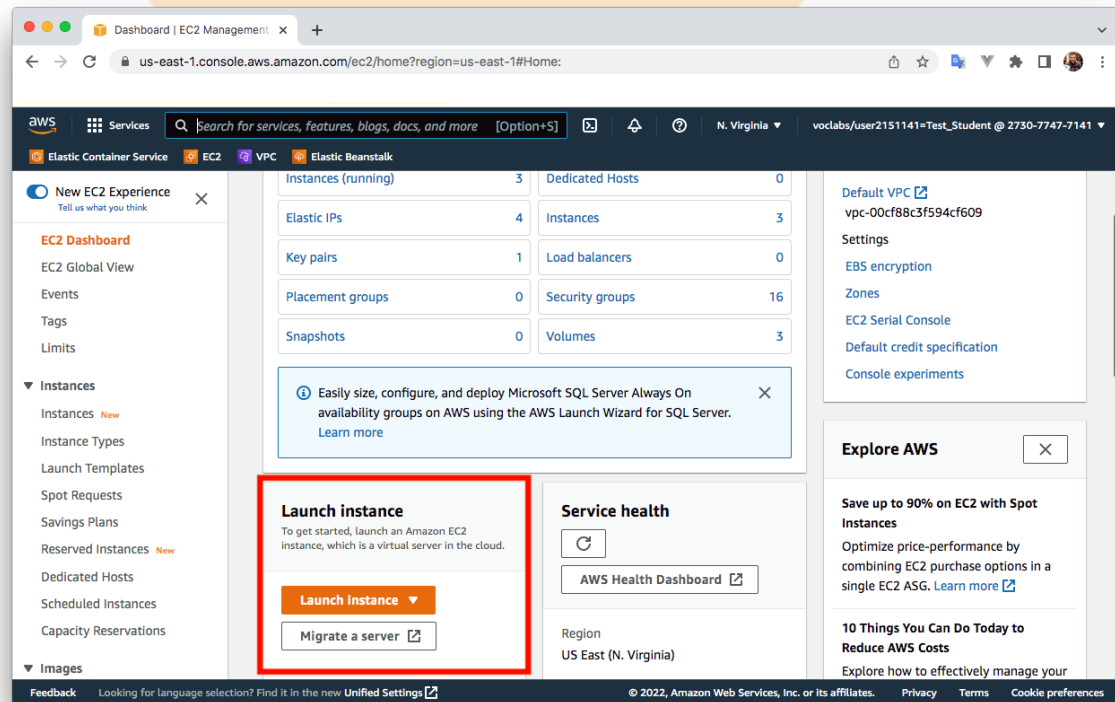 Dashboard | EC2 Management
us-east-1.console.aws.amazon.com/ec2/home?region=us-east-1#Home:
aws
Services
Search for services, features, blogs, docs, and more [Option+S]
N. Virginia
voclabs/user2151141=Test_Student @ 2730-7747-7141
Elastic Container Service
EC2
VPC
Elastic Beanstalk
New EC2 Experience
Tell us what you think
EC2 Dashboard
EC2 Global View
Events
Tags
Limits
Instances
Instances New
Instance Types
Launch Templates
Spot Requests
Savings Plans
Reserved Instances New
Dedicated Hosts
Scheduled Instances
Capacity Reservations
Images
Instances (running) 3
Dedicated Hosts 0
Elastic IPs 4
Instances 3
Key pairs 1
Load balancers 0
Placement groups 0
Security groups 16
Snapshots 0
Volumes 3
Easily size, configure, and deploy Microsoft SQL Server Always On
availability groups on AWS using the AWS Launch Wizard for SQL Server.
Learn more
Launch instance
To get started, launch an Amazon EC2
instance, which is a virtual server in the cloud.
Launch Instance
Migrate a server
Service health
AWS Health Dashboard
Region
US East (N. Virginia)
Default VPC
vpc-00cf88c3f594cf609
Settings
EBS encryption
Zones
EC2 Serial Console
Default credit specification
Console experiments
Explore AWS
Save up to 90% on EC2 with Spot
Instances
Optimize price-performance by
combining EC2 purchase options in a
single EC2 ASG. Learn more
10 Things You Can Do Today to
Reduce AWS Costs
Explore how to effectively manage your
Feedback
Looking for language selection? Find it in the new Unified Settings
© 2022, Amazon Web Services, Inc. or its affiliates.
Privacy
Terms
Cookie preferences